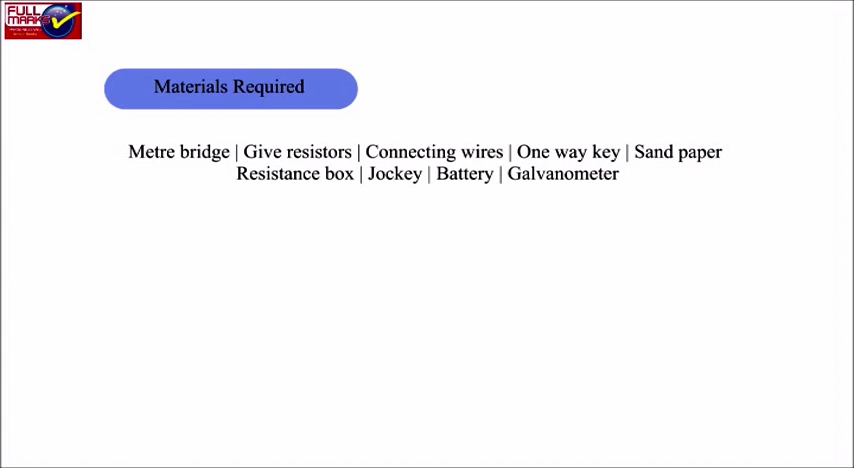 FULL
MARKS
Materials Required
Metre bridge | Give resistors | Connecting wires | One way key | Sand paper
Resistance box | Jockey | Battery | Galvanometer